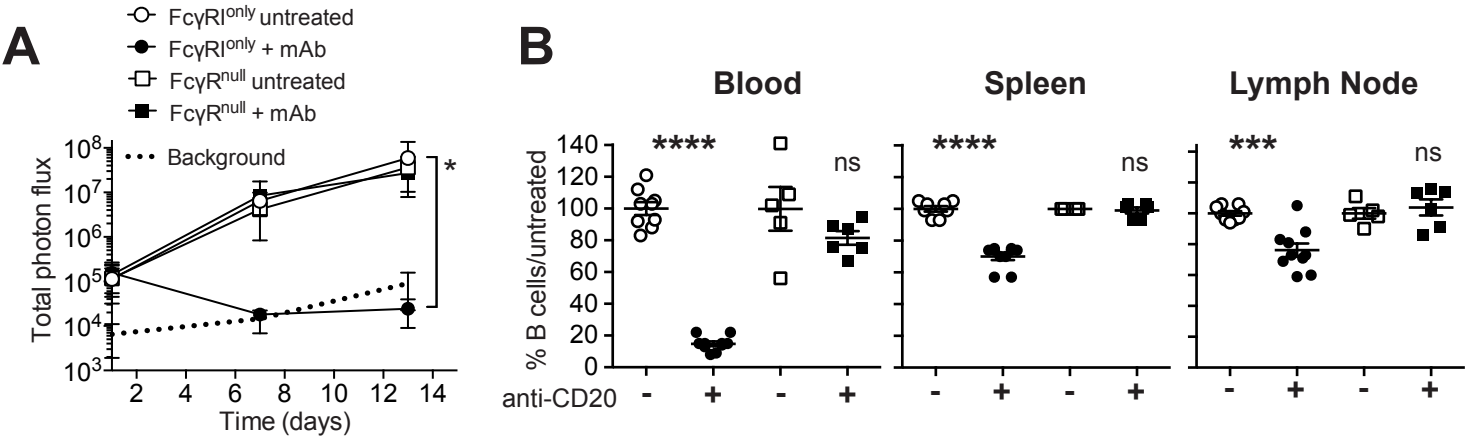 A
FcγRI^only untreated
FcγRI^only + mAb
FcγR^null untreated
FcγR^null + mAb
Background
*
Total photon flux
10^8
10^7
10^6
10^5
10^4
10^3
2 4 6 8 10 12 14
Time (days)
B
Blood Spleen Lymph Node
**** ns **** ns *** ns
% B cells/untreated
140
120
100
80
60
40
20
0
anti-CD20 - + - + - + - + - + - +